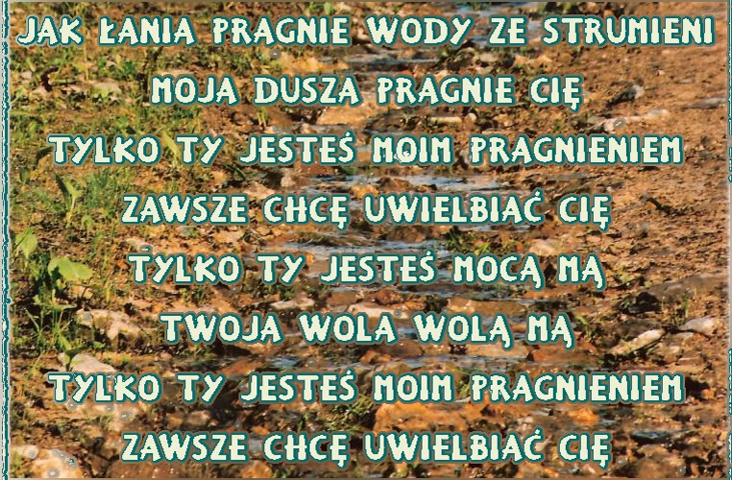 JAK ŁANIA PRAGNIE WODY ZE STRUMIENI
MOJA DUSZA PRAGNIE CIĘ
TYLKO TY JESTEŚ MOIM PRAGNIENIEM
ZAWSZE CHCĘ UWIELBIAĆ CIĘ
TYLKO TY JESTEŚ MOCĄ MĄ
TWOJA WOLA WOLĄ MĄ
TYLKO TY JESTEŚ MOIM PRAGNIENIEM
ZAWSZE CHCĘ UWIELBIAĆ CIĘ